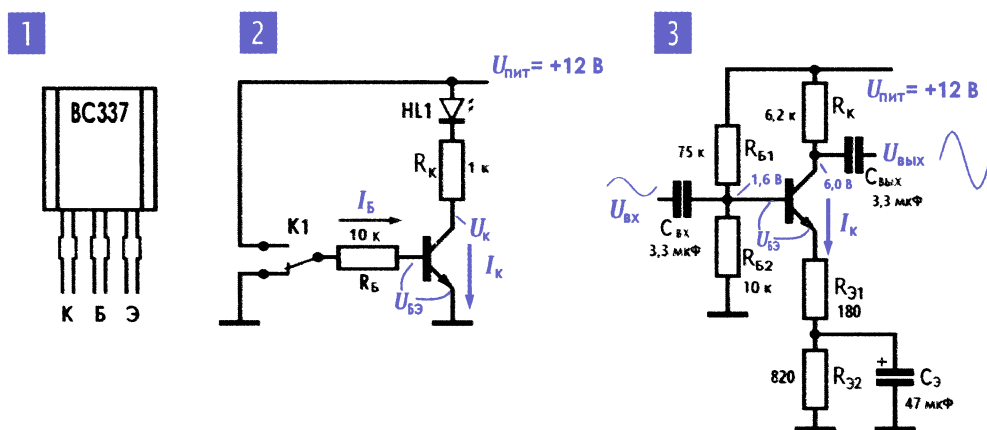 1
BC337
К Б Э
2
Uпит= +12 В
HL1
Rк
1 к
Iб
К1
10 к
Rб
Uк
Iк
Uбэ
3
Uпит= +12 В
Rк
6,2 к
75 к
Rб1
Uвых
Cвых
3,3 мкФ
1,6 В
6,0 В
Uвх
Cвх
3,3 мкФ
Uбэ
Iк
Rб2
10 к
Rэ1
180
820
Rэ2
+
Cэ
47 мкФ